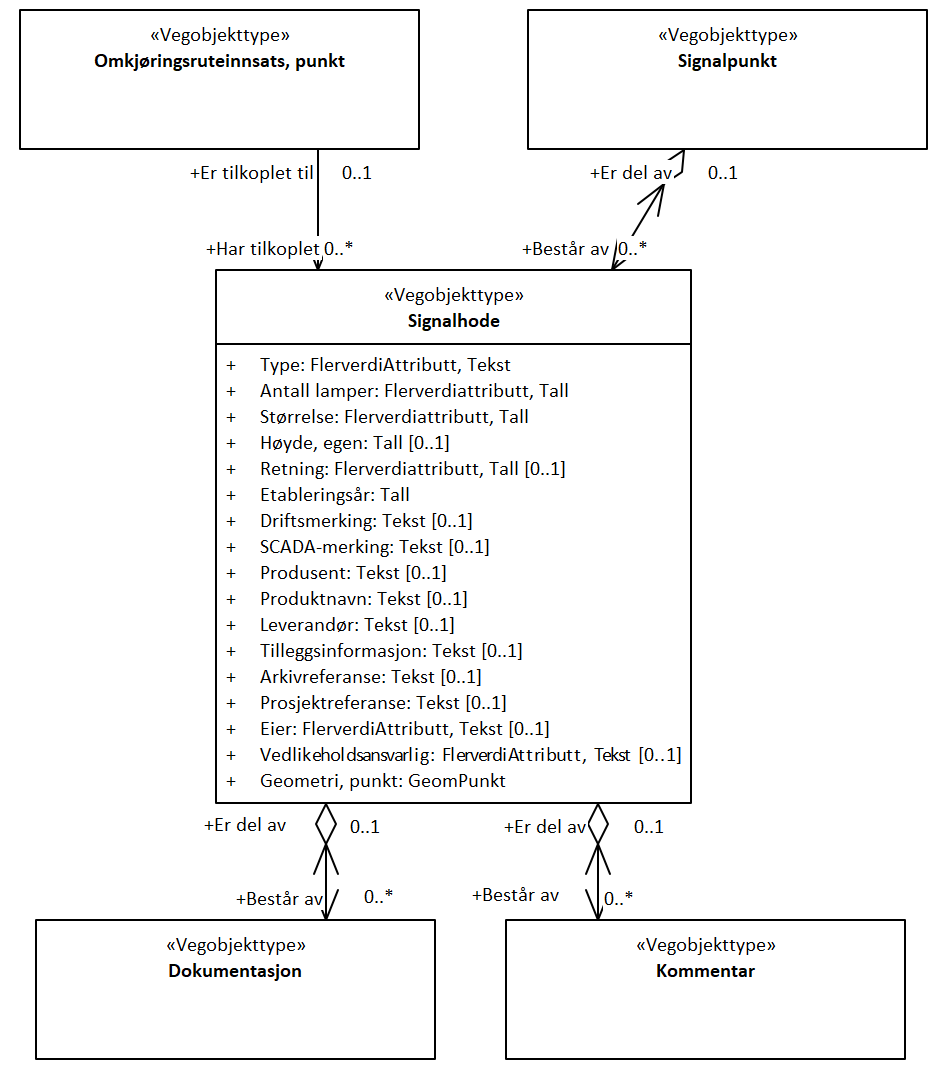 «Vegobjekttype»
Omkjøringsruteinnsats, punkt
«Vegobjekttype»
Signalpunkt
+Er tilkoplet til 0..1
+Er del av 0..1
+Har tilkoplet 0..*
+Består av 0..*
«Vegobjekttype»
Signalhode
+ Type: FlerverdiAttributt, Tekst
+ Antall lamper: Flerverdiattributt, Tall
+ Størrelse: Flerverdiattributt, Tall
+ Høyde, egen: Tall [0..1]
+ Retning: Flerverdiattributt, Tall [0..1]
+ Etableringsår: Tall
+ Driftsmerking: Tekst [0..1]
+ SCADA-merking: Tekst [0..1]
+ Produsent: Tekst [0..1]
+ Produktnavn: Tekst [0..1]
+ Leverandør: Tekst [0..1]
+ Tilleggsinformasjon: Tekst [0..1]
+ Arkivreferanse: Tekst [0..1]
+ Prosjektreferanse: Tekst [0..1]
+ Eier: FlerverdiAttributt, Tekst [0..1]
+ Vedlikeholdsansvarlig: FlerverdiAttributt, Tekst [0..1]
+ Geometri, punkt: GeomPunkt
+Er del av 0..1
+Er del av 0..1
+Består av 0..*
+Består av 0..*
«Vegobjekttype»
Dokumentasjon
«Vegobjekttype»
Kommentar